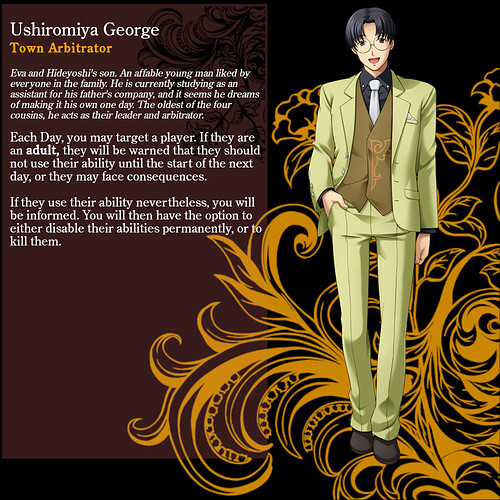 Ushiromiya George
Town Arbitrator
Eva and Hideyoshi's son. An affable young man liked by
everyone in the family. He is currently studying as an
assistant for his father's company, and it seems he dreams
of making it his own one day. The oldest of the four
cousins, he acts as their leader and arbitrator.
Each Day, you may target a player. If they are
an adult, they will be warned that they should
not use their ability until the start of the next
day, or they may face consequences.
If they use their ability nevertheless, you will
be informed. You will then have the option to
either disable their abilities permanently, or to
kill them.